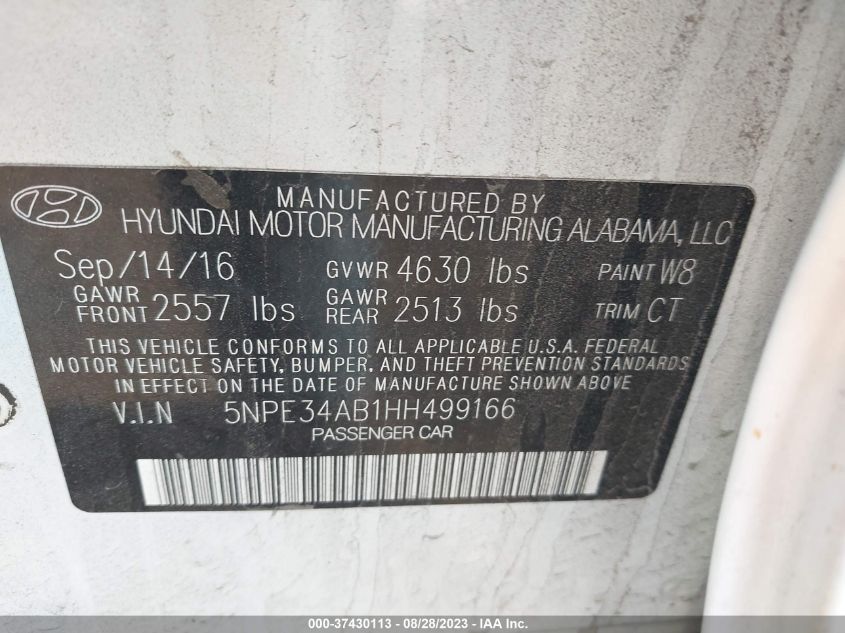 MANUFACTURED BY
HYUNDAI MOTOR MANUFACTURING ALABAMA, LLC
Sep/14/16 GVWR 4630 lbs PAINT W8
GAWR FRONT 2557 lbs GAWR REAR 2513 lbs TRIM CT
THIS VEHICLE CONFORMS TO ALL APPLICABLE U.S.A. FEDERAL
MOTOR VEHICLE SAFETY, BUMPER, AND THEFT PREVENTION STANDARDS
IN EFFECT ON THE DATE OF MANUFACTURE SHOWN ABOVE
V.I.N 5NPE34AB1HH499166
PASSENGER CAR
000-37430113 - 08/28/2023 - IAA Inc.